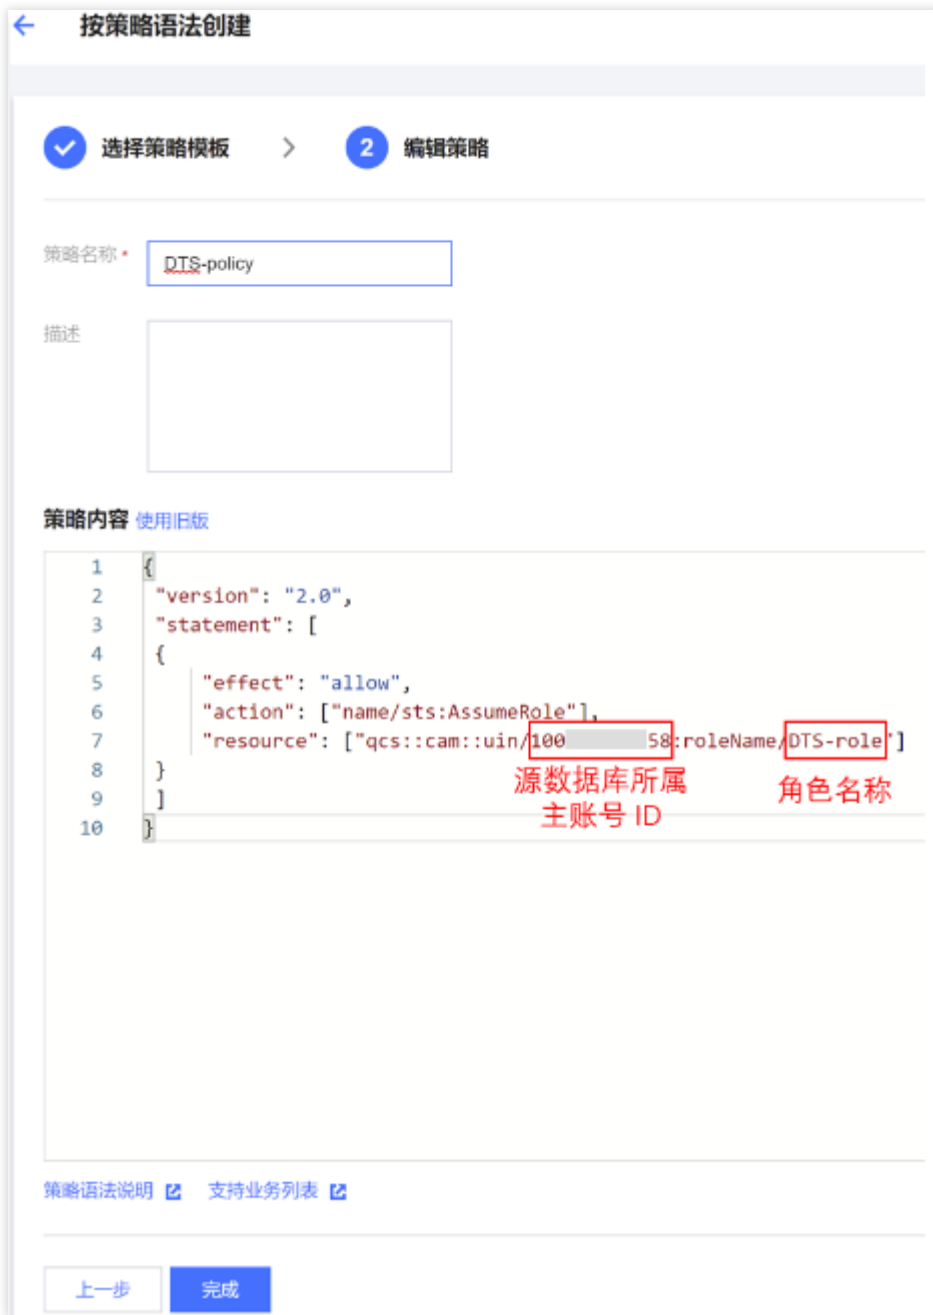 按策略语法创建
选择策略模板
2 编辑策略
策略名称 *
DTS-policy
描述
策略内容 使用旧版
1 {
2 "version": "2.0",
3 "statement": [
4 {
5 "effect": "allow",
6 "action": ["name/sts:AssumeRole"],
7 "resource": ["qcs::cam::uin/100 58:roleName/DTS-role"]
8 }
9 ]
10 }
源数据库所属
主账号 ID
角色名称
策略语法说明 支持业务列表
上一步 完成